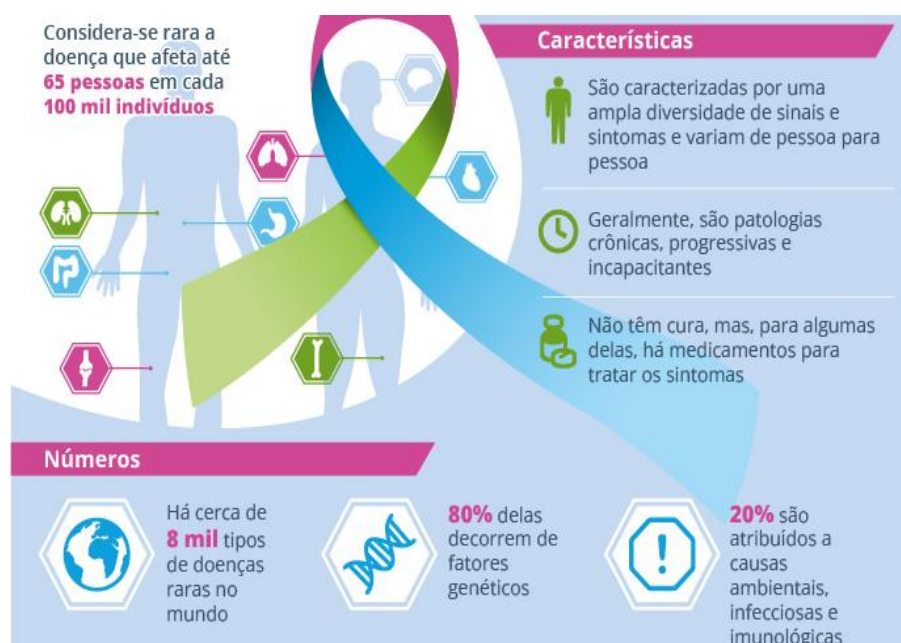 Considera-se rara a
doença que afeta até
65 pessoas em cada
100 mil indivíduos
Características
São caracterizadas por uma
ampla diversidade de sinais e
sintomas e variam de pessoa para
pessoa
Geralmente, são patologias
crônicas, progressivas e
incapacitantes
Não têm cura, mas, para algumas
delas, há medicamentos para
tratar os sintomas
Números
Há cerca de
8 mil tipos
de doenças
raras no
mundo
80% delas
decorrem de
fatores
genéticos
20% são
atribuídos a
causas
ambientais,
infecciosas e
imunológicas